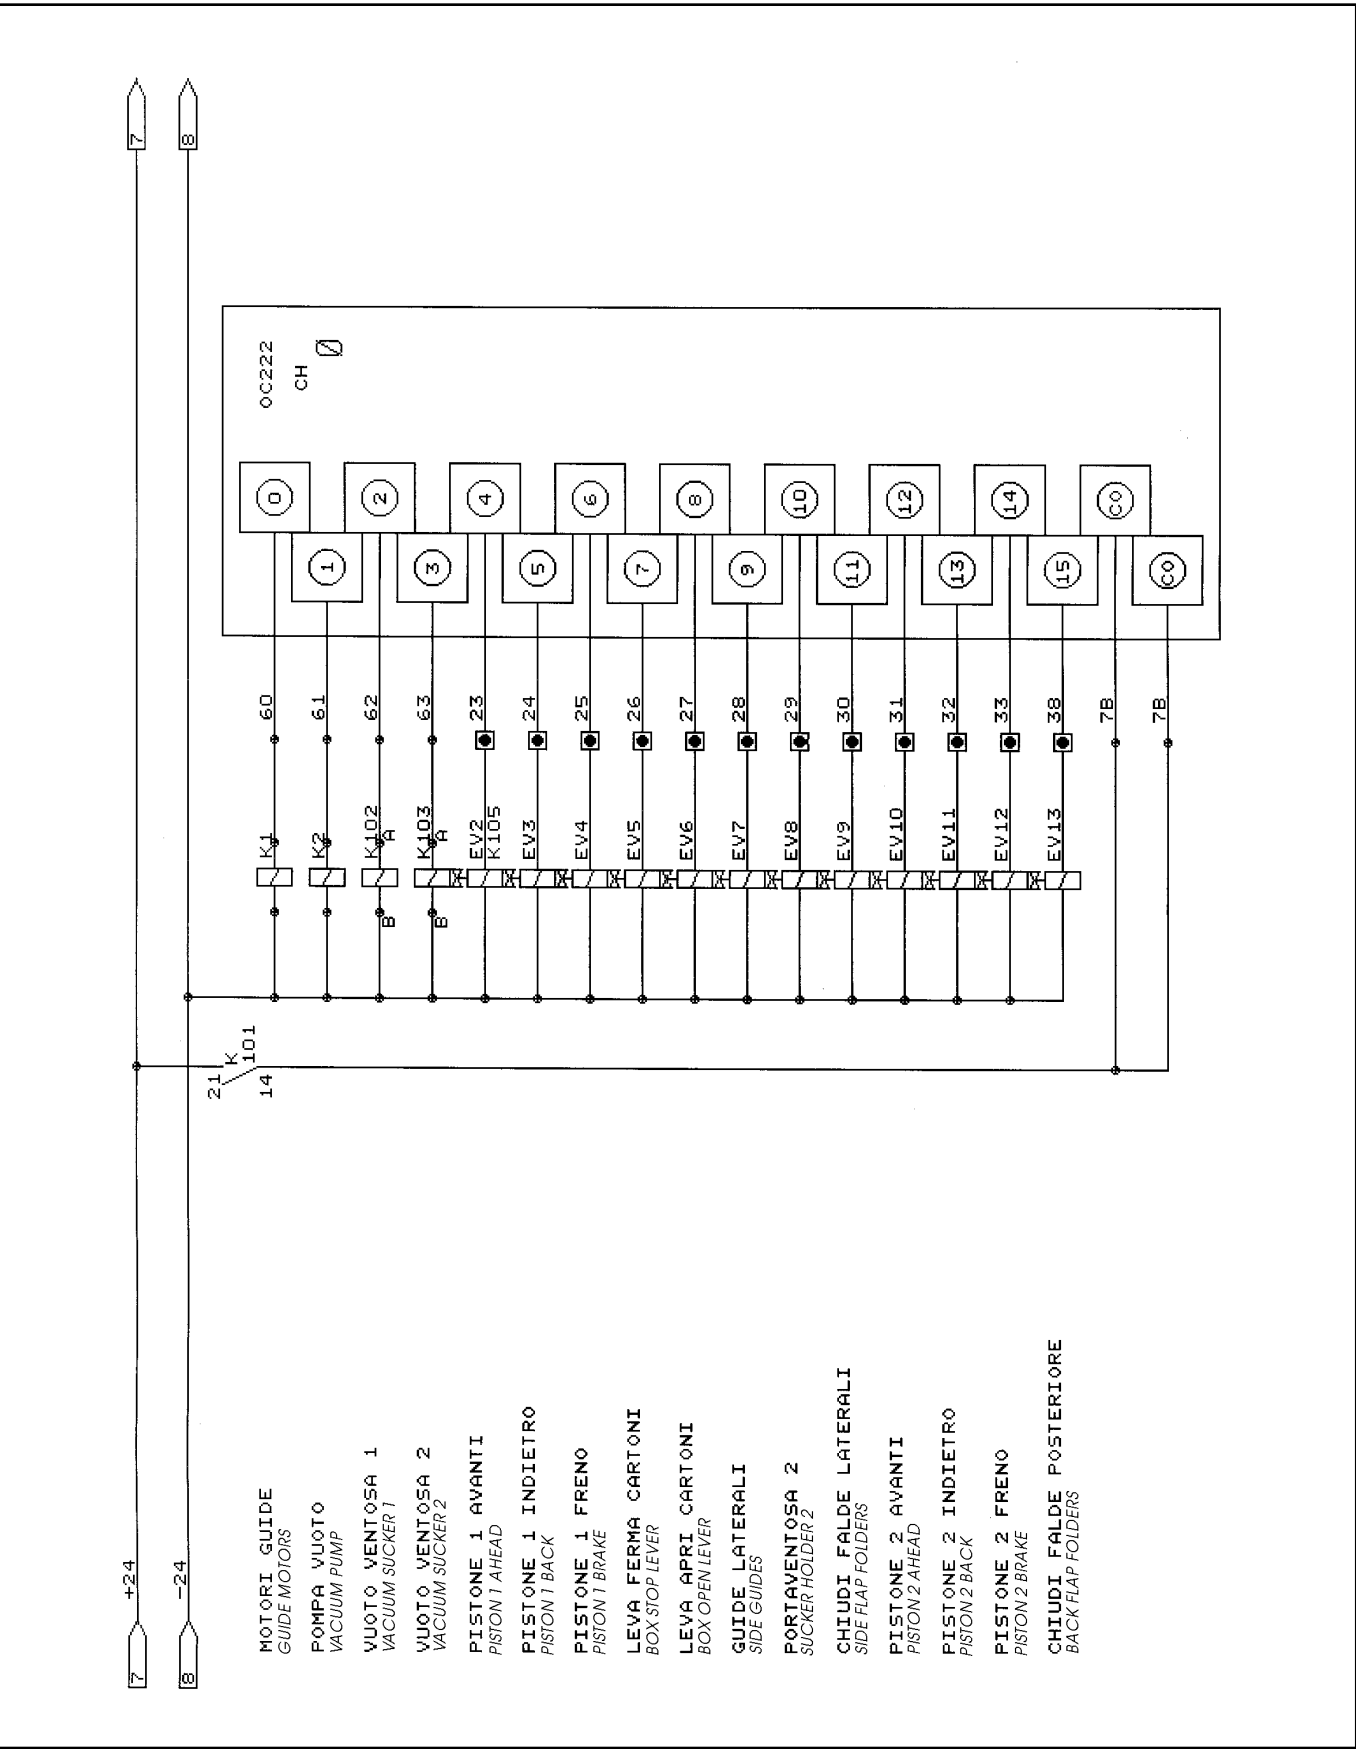 7
+24
7
8
-24
8
21
K
101
14
OC222
CH
0
MOTORI GUIDE
GUIDE MOTORS
K1
60
0
POMPA VUOTO
VACUUM PUMP
K2
61
1
VUOTO VENTOSA 1
VACUUM SUCKER 1
B
K102
A
62
2
VUOTO VENTOSA 2
VACUUM SUCKER 2
B
K103
A
63
3
PISTONE 1 AVANTI
PISTON 1 AHEAD
EV2
K105
23
4
PISTONE 1 INDIETRO
PISTON 1 BACK
EV3
24
5
PISTONE 1 FRENO
PISTON 1 BRAKE
EV4
25
6
LEVA FERMA CARTONI
BOX STOP LEVER
EV5
26
7
LEVA APRI CARTONI
BOX OPEN LEVER
EV6
27
8
GUIDE LATERALI
SIDE GUIDES
EV7
28
9
PORTAVENTOSA 2
SUCKER HOLDER 2
EV8
29
10
CHIUDI FALDE LATERALI
SIDE FLAP FOLDERS
EV9
30
11
PISTONE 2 AVANTI
PISTON 2 AHEAD
EV10
31
12
PISTONE 2 INDIETRO
PISTON 2 BACK
EV11
32
13
PISTONE 2 FRENO
PISTON 2 BRAKE
EV12
33
14
CHIUDI FALDE POSTERIORE
BACK FLAP FOLDERS
EV13
38
15
7B
CO
7B
CO